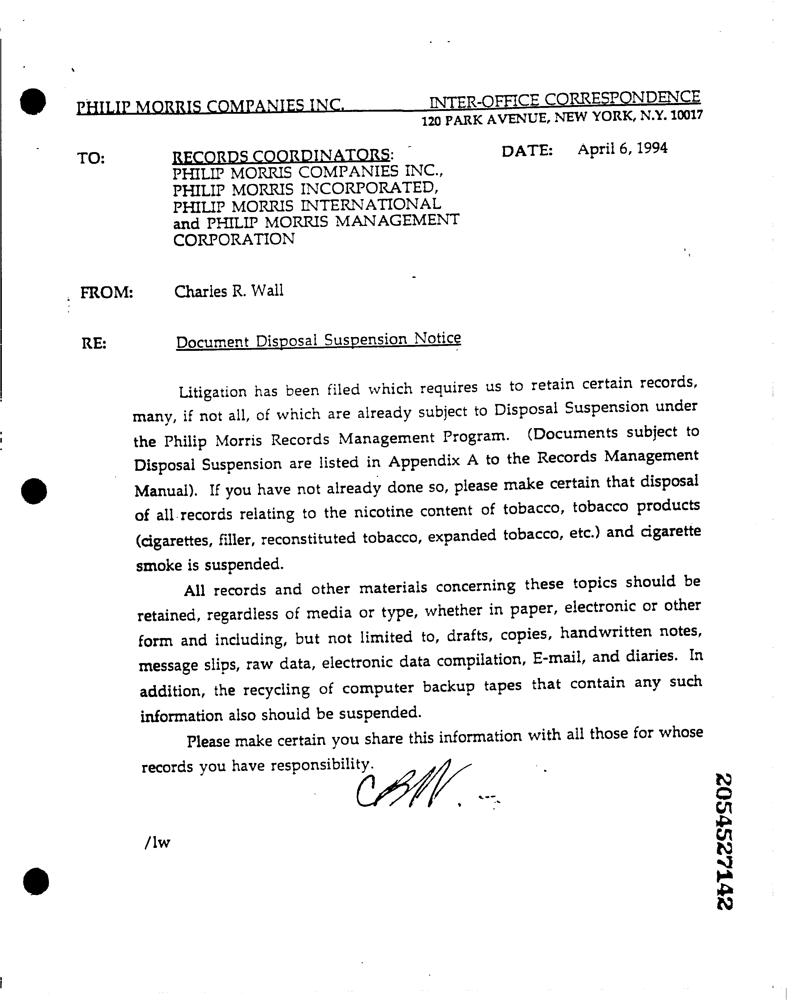 PHILIP MORRIS COMPANIES INC. INTER-OFFICE CORRESPONDENCE
120 PARK AVENUE, NEW YORK, N.Y. 10017
TO: RECORDS COORDINATORS: DATE: April 6, 1994
PHILIP MORRIS COMPANIES INC.,
PHILIP MORRIS INCORPORATED,
PHILIP MORRIS INTERNATIONAL
and PHILIP MORRIS MANAGEMENT
CORPORATION
FROM: Charles R. Wall
RE: Document Disposal Suspension Notice
Litigation has been filed which requires us to retain certain records,
many, if not all, of which are already subject to Disposal Suspension under
the Philip Morris Records Management Program. (Documents subject to
Disposal Suspension are listed in Appendix A to the Records Management
Manual). If you have not already done so, please make certain that disposal
of all records relating to the nicotine content of tobacco, tobacco products
(cigarettes, filler, reconstituted tobacco, expanded tobacco, etc.) and cigarette
smoke is suspended.
All records and other materials concerning these topics should be
retained, regardless of media or type, whether in paper, electronic or other
form and including, but not limited to, drafts, copies, handwritten notes,
message slips, raw data, electronic data compilation, E-mail, and diaries. In
addition, the recycling of computer backup tapes that contain any such
information also should be suspended.
Please make certain you share this information with all those for whose
records you have responsibility.
/lw
2054527142